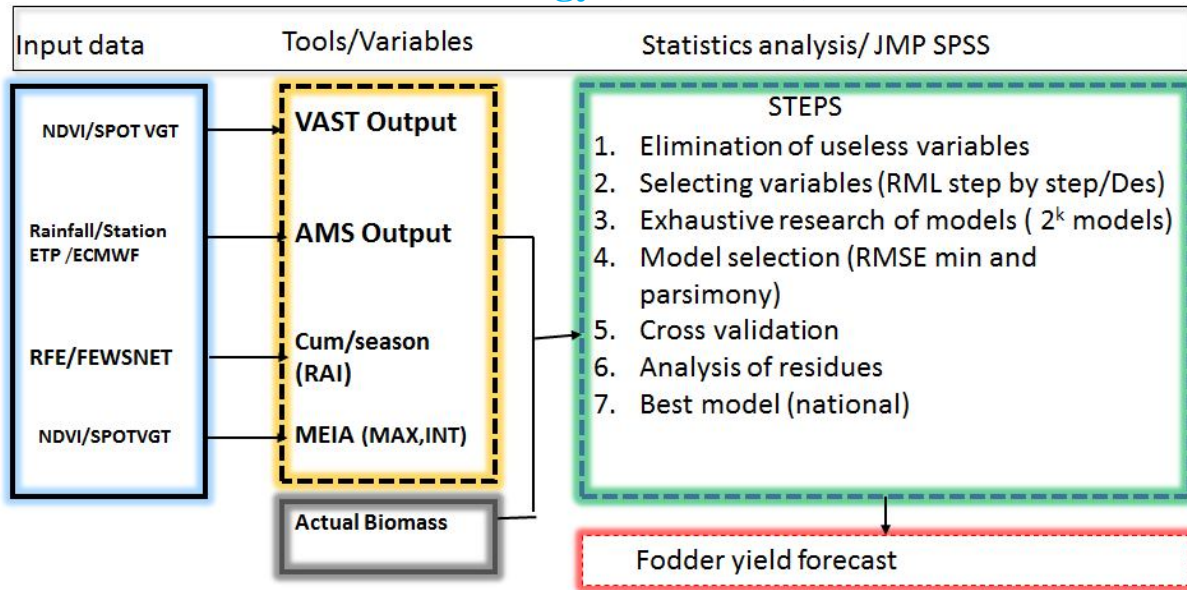 Input data
Tools/Variables
Statistics analysis/ JMP SPSS
NDVI/SPOT VGT
Rainfall/Station
ETP /ECMWF
RFE/FEWSNET
NDVI/SPOTVGT
VAST Output
AMS Output
Cum/season
(RAI)
MEIA (MAX,INT)
Actual Biomass
STEPS
1. Elimination of useless variables
2. Selecting variables (RML step by step/Des)
3. Exhaustive research of models ( 2ᵏ models)
4. Model selection (RMSE min and
parsimony)
5. Cross validation
6. Analysis of residues
7. Best model (national)
Fodder yield forecast